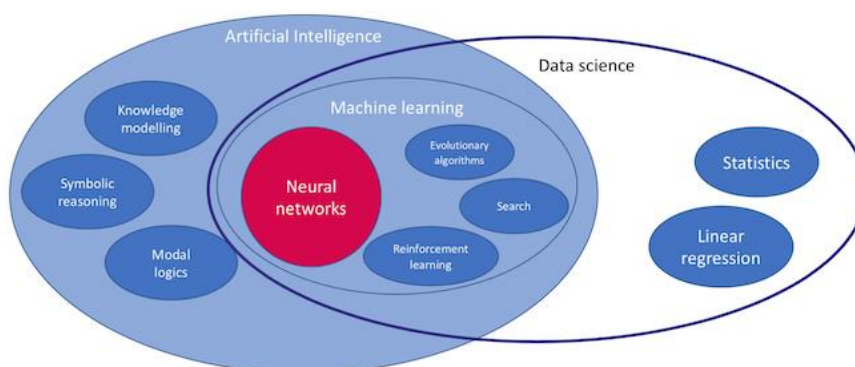 Artificial Intelligence
Data science
Knowledge
modelling
Machine learning
Evolutionary
algorithms
Statistics
Symbolic
reasoning
Neural
networks
Search
Linear
regression
Modal
logics
Reinforcement
learning